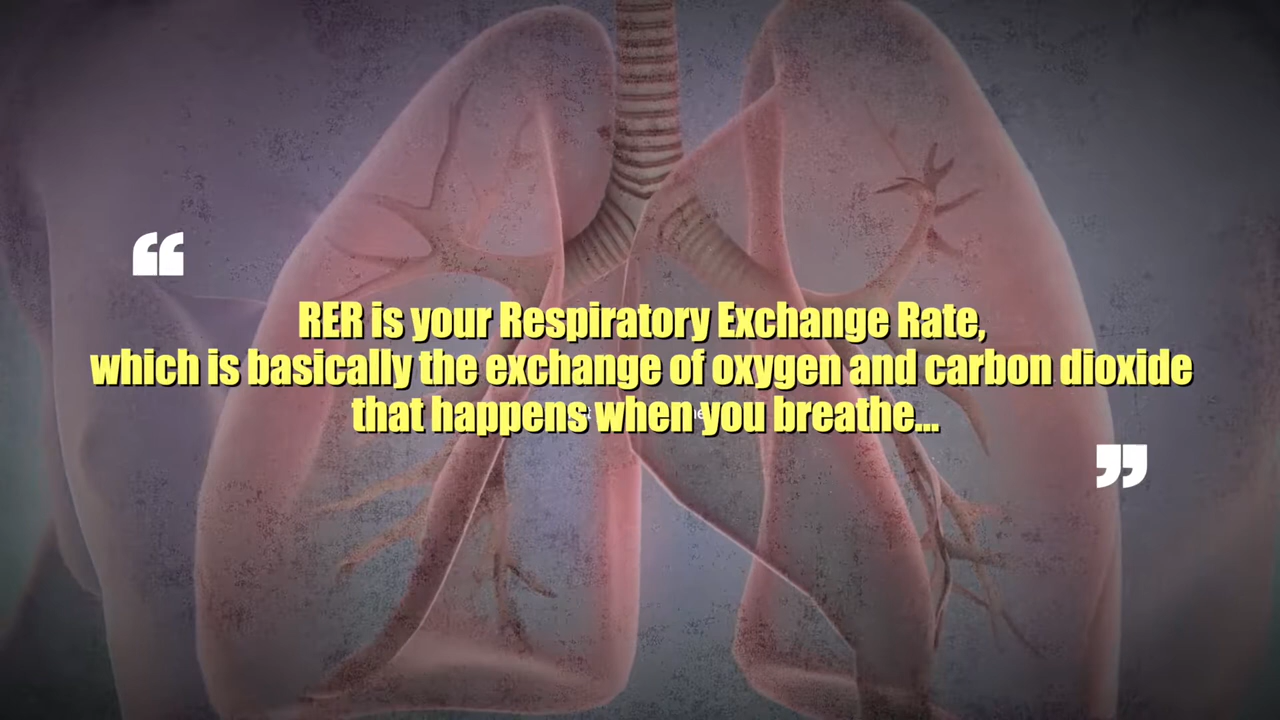 “
RER is your Respiratory Exchange Rate,
which is basically the exchange of oxygen and carbon dioxide
that happens when you breathe...
”